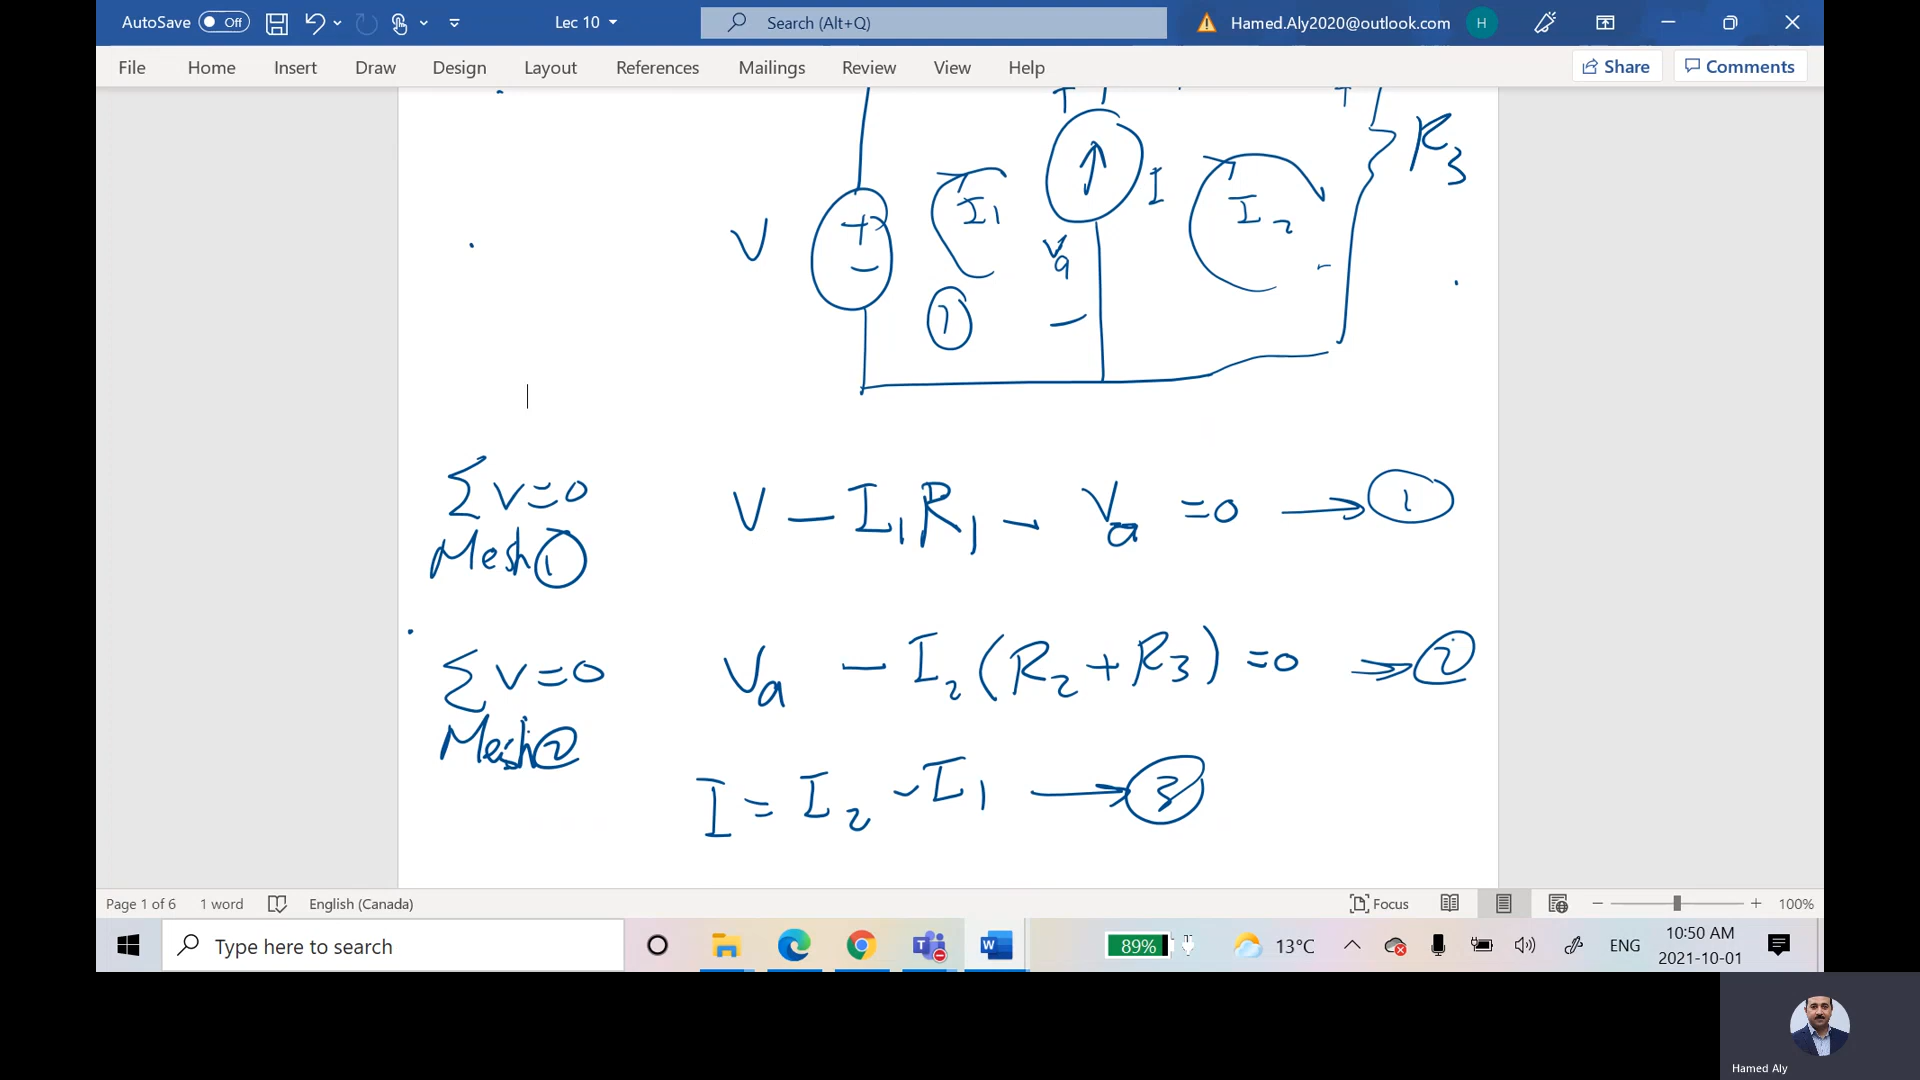 AutoSave Off Lec 10 Search (Alt+Q) Hamed.Aly2020@outlook.com H
File Home Insert Draw Design Layout References Mailings Review View Help Share Comments
R3
I1 I I2
V + - Va
1 -
Σv=0 V - I1R1 - Va =0 → 1
Mesh 1
Σv=0 Va - I2(R2+R3)=0 → 2
Mesh 2
I = I2 - I1 → 3
Page 1 of 6 1 word English (Canada) Focus 100%
Type here to search 89% 13°C ENG 10:50 AM
2021-10-01
Hamed Aly